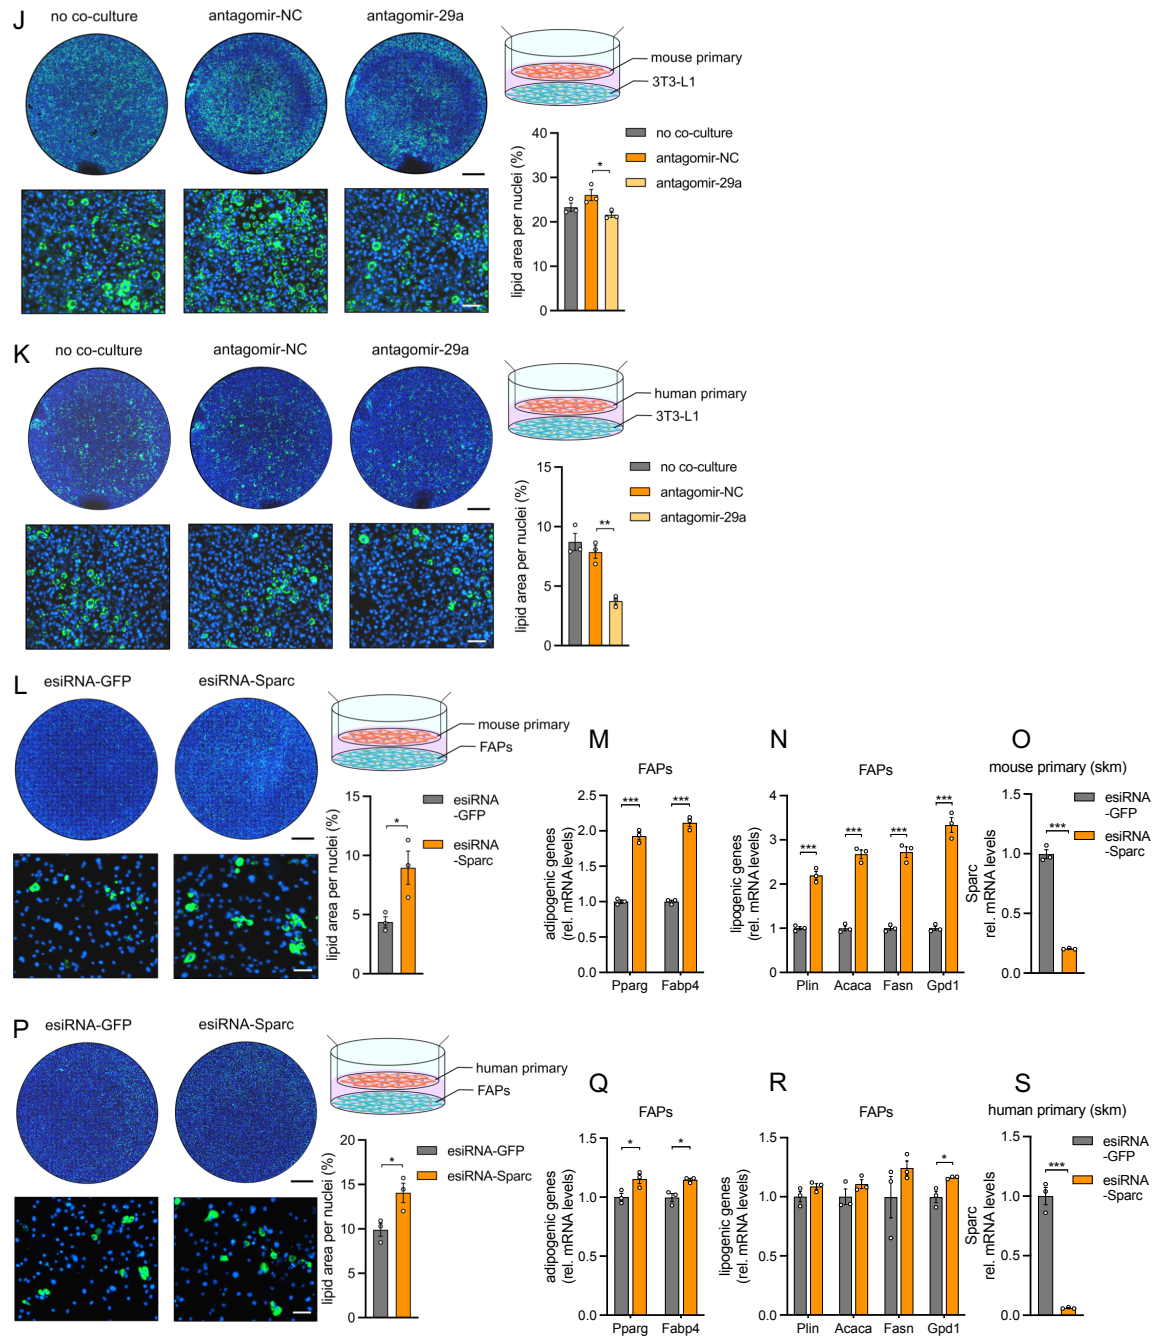 J
no co-culture
antagomir-NC
antagomir-29a
mouse primary
3T3-L1
lipid area per nuclei (%)
40
30
20
10
0
*
no co-culture
antagomir-NC
antagomir-29a
K
no co-culture
antagomir-NC
antagomir-29a
human primary
3T3-L1
lipid area per nuclei (%)
15
10
5
0
**
no co-culture
antagomir-NC
antagomir-29a
L
esiRNA-GFP
esiRNA-Sparc
mouse primary
FAPs
lipid area per nuclei (%)
15
10
5
0
*
esiRNA
-GFP
esiRNA
-Sparc
M
FAPs
adipogenic genes
(rel. mRNA levels)
2.5
2.0
1.5
1.0
0.5
0.0
***
***
Pparg
Fabp4
N
FAPs
lipogenic genes
(rel. mRNA levels)
4
3
2
1
0
***
***
***
***
Plin
Acaca
Fasn
Gpd1
O
mouse primary (skm)
Sparc
rel. mRNA levels
1.5
1.0
0.5
0.0
***
esiRNA
-GFP
esiRNA
-Sparc
P
esiRNA-GFP
esiRNA-Sparc
human primary
FAPs
lipid area per nuclei (%)
20
15
10
5
0
*
esiRNA-GFP
esiRNA-Sparc
Q
FAPs
adipogenic genes
(rel. mRNA levels)
1.5
1.0
0.5
0.0
*
*
Pparg
Fabp4
R
FAPs
lipogenic genes
(rel. mRNA levels)
1.5
1.0
0.5
0.0
*
Plin
Acaca
Fasn
Gpd1
S
human primary (skm)
Sparc
rel. mRNA levels
1.5
1.0
0.5
0.0
***
esiRNA
-GFP
esiRNA
-Sparc